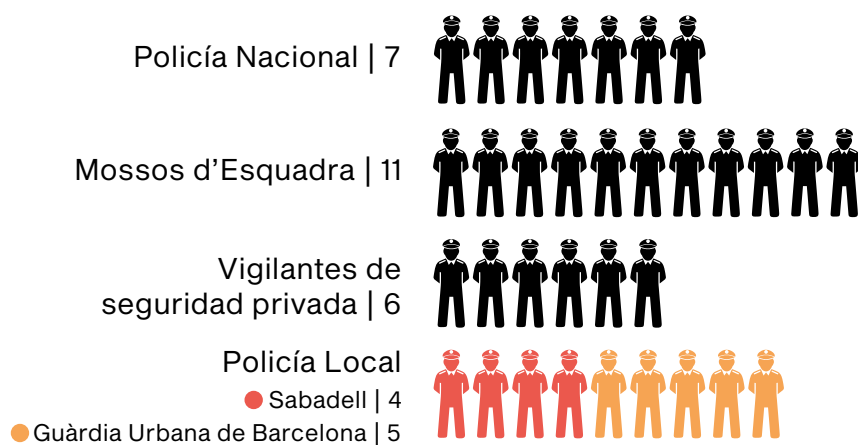 Policía Nacional | 7
Mossos d’Esquadra | 11
Vigilantes de
seguridad privada | 6
Policía Local
Sabadell | 4
Guàrdia Urbana de Barcelona | 5